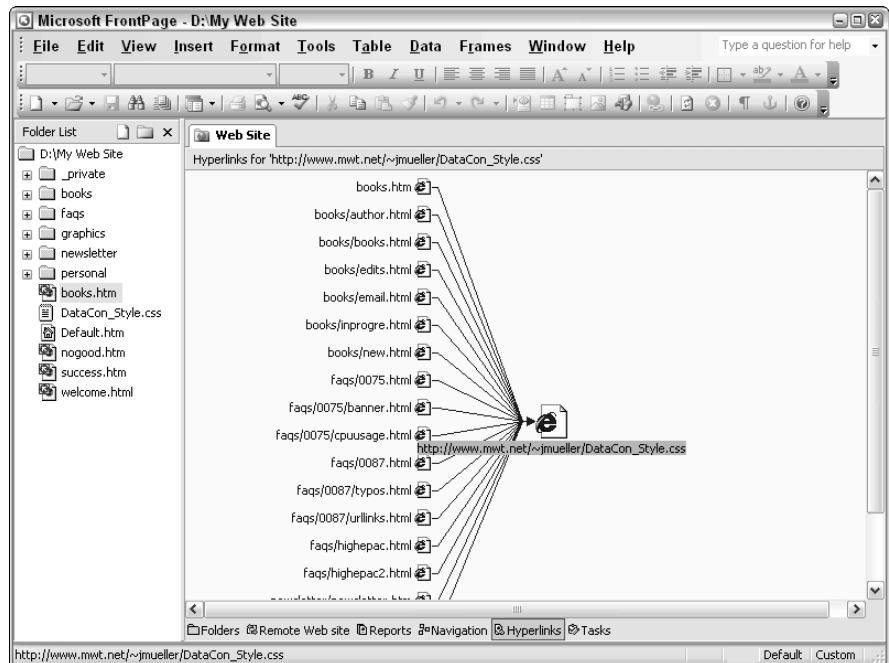 Microsoft FrontPage - D:\My Web Site
File Edit View Insert Format Tools Table Data Frames Window Help Type a question for help
Folder List
Web Site
D:\My Web Site
Hyperlinks for 'http://www.mwt.net/~jmueller/DataCon_Style.css'
_private
books
faqs
graphics
newsletter
personal
books.htm
DataCon_Style.css
Default.htm
nogood.htm
success.htm
welcome.html
books.htm
books/author.html
books/books.html
books/edits.html
books/email.html
books/inprogre.html
books/new.html
faqs/0075.html
faqs/0075/banner.html
faqs/0075/cpuusage.html
http://www.mwt.net/~jmueller/DataCon_Style.css
faqs/0087.html
faqs/0087/typos.html
faqs/0087/urllinks.html
faqs/highepac.html
faqs/highepac2.html
Folders Remote Web site Reports Navigation Hyperlinks Tasks
http://www.mwt.net/~jmueller/DataCon_Style.css Default Custom